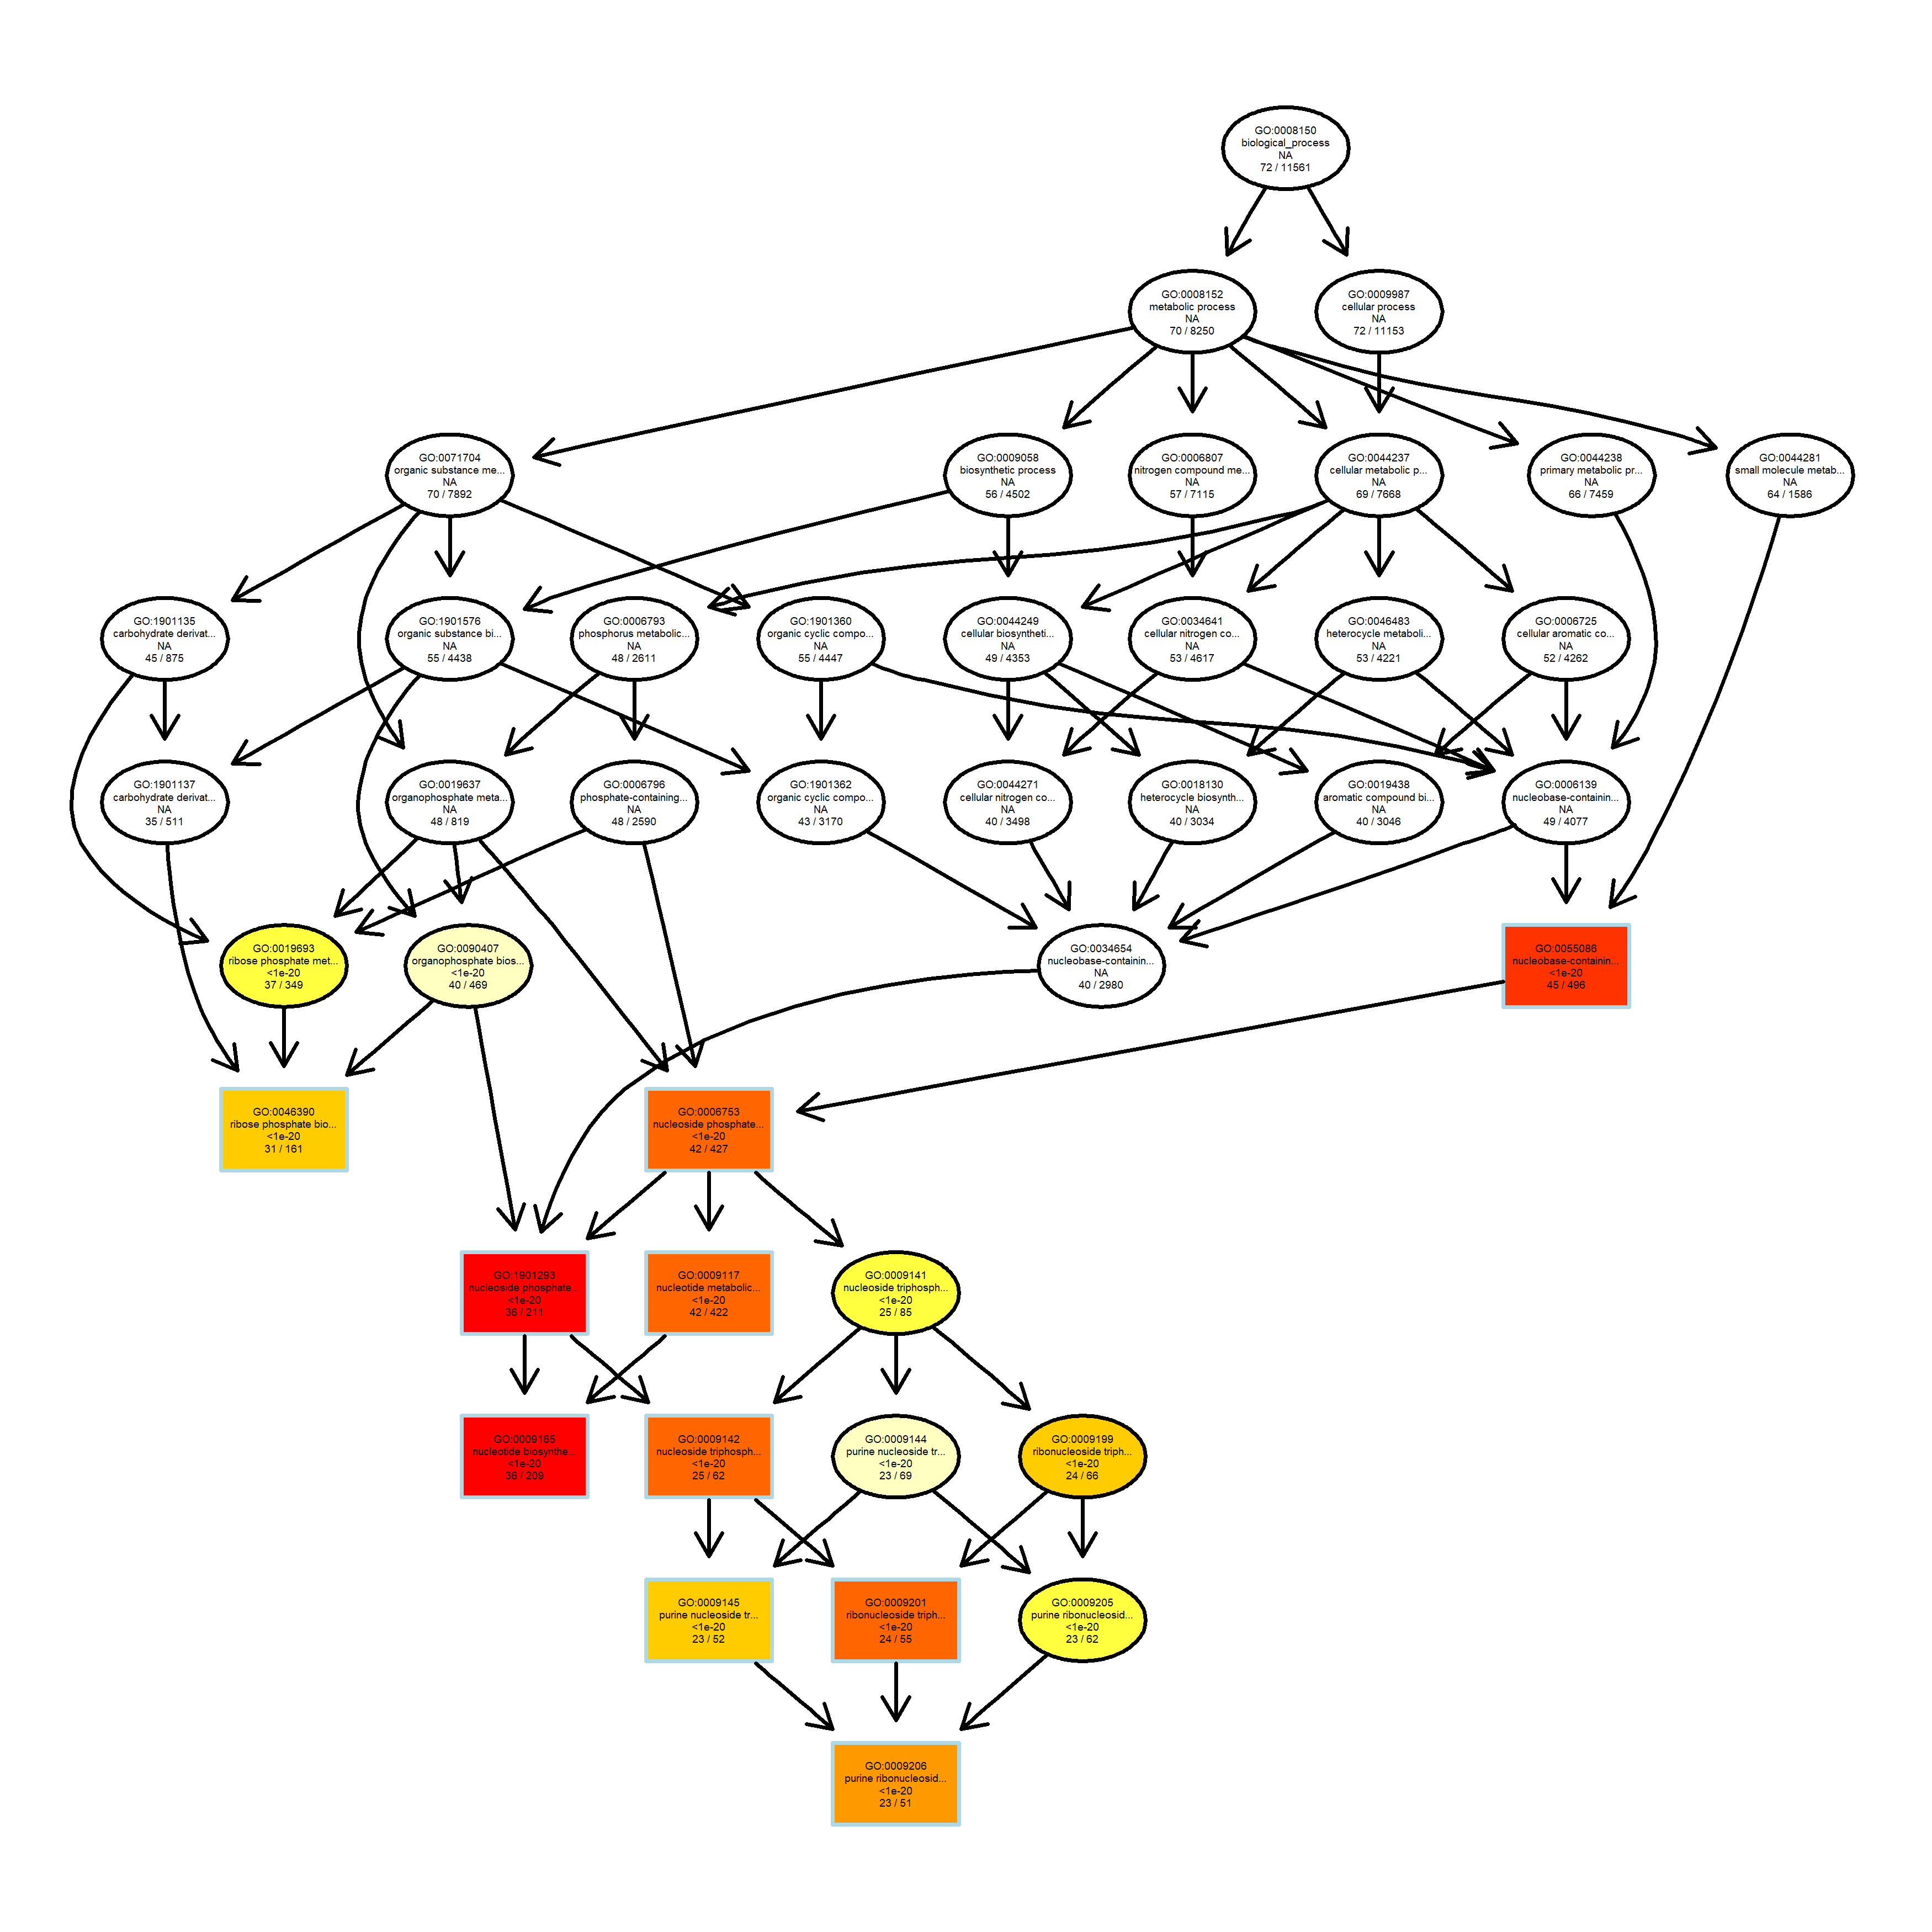 GO:0008150
biological_process
NA
72 / 11561
GO:0008152
metabolic process
NA
70 / 8250
GO:0009987
cellular process
NA
72 / 11153
GO:0071704
organic substance me...
NA
70 / 7892
GO:0009058
biosynthetic process
NA
56 / 4502
GO:0006807
nitrogen compound me...
NA
57 / 7115
GO:0044237
cellular metabolic p...
NA
69 / 7668
GO:0044238
primary metabolic pr...
NA
66 / 7459
GO:0044281
small molecule metab...
NA
64 / 1586
GO:1901135
carbohydrate derivat...
NA
45 / 875
GO:1901576
organic substance bi...
NA
55 / 4438
GO:0006793
phosphorus metabolic...
NA
48 / 2611
GO:1901360
organic cyclic compo...
NA
55 / 4447
GO:0044249
cellular biosyntheti...
NA
49 / 4353
GO:0034641
cellular nitrogen co...
NA
53 / 4617
GO:0046483
heterocycle metaboli...
NA
53 / 4221
GO:0006725
cellular aromatic co...
NA
52 / 4262
GO:1901137
carbohydrate derivat...
NA
35 / 511
GO:0019637
organophosphate meta...
NA
48 / 819
GO:0006796
phosphate-containing...
NA
48 / 2590
GO:1901362
organic cyclic compo...
NA
43 / 3170
GO:0044271
cellular nitrogen co...
NA
40 / 3498
GO:0018130
heterocycle biosynth...
NA
40 / 3034
GO:0019438
aromatic compound bi...
NA
40 / 3046
GO:0006139
nucleobase-containin...
NA
49 / 4077
GO:0019693
ribose phosphate met...
<1e-20
37 / 349
GO:0090407
organophosphate bios...
<1e-20
40 / 469
GO:0034654
nucleobase-containin...
NA
40 / 2980
GO:0055086
nucleobase-containin...
<1e-20
45 / 496
GO:0046390
ribose phosphate bio...
<1e-20
31 / 161
GO:0006753
nucleoside phosphate...
<1e-20
42 / 427
GO:1901293
nucleoside phosphate...
<1e-20
36 / 211
GO:0009117
nucleotide metabolic...
<1e-20
42 / 422
GO:0009141
nucleoside triphosph...
<1e-20
25 / 85
GO:0009165
nucleotide biosynthe...
<1e-20
36 / 209
GO:0009142
nucleoside triphosph...
<1e-20
25 / 62
GO:0009144
purine nucleoside tr...
<1e-20
23 / 69
GO:0009199
ribonucleoside triph...
<1e-20
24 / 66
GO:0009145
purine nucleoside tr...
<1e-20
23 / 52
GO:0009201
ribonucleoside triph...
<1e-20
24 / 55
GO:0009205
purine ribonucleosid...
<1e-20
23 / 62
GO:0009206
purine ribonucleosid...
<1e-20
23 / 51